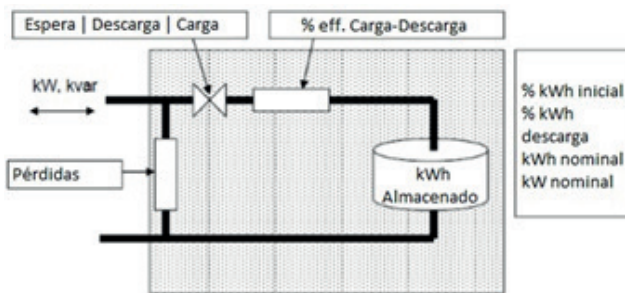 Espera | Descarga | Carga
% eff. Carga-Descarga
kW, kvar
Pérdidas
kWh
Almacenado
% kWh inicial
% kWh
descarga
kWh nominal
kW nominal